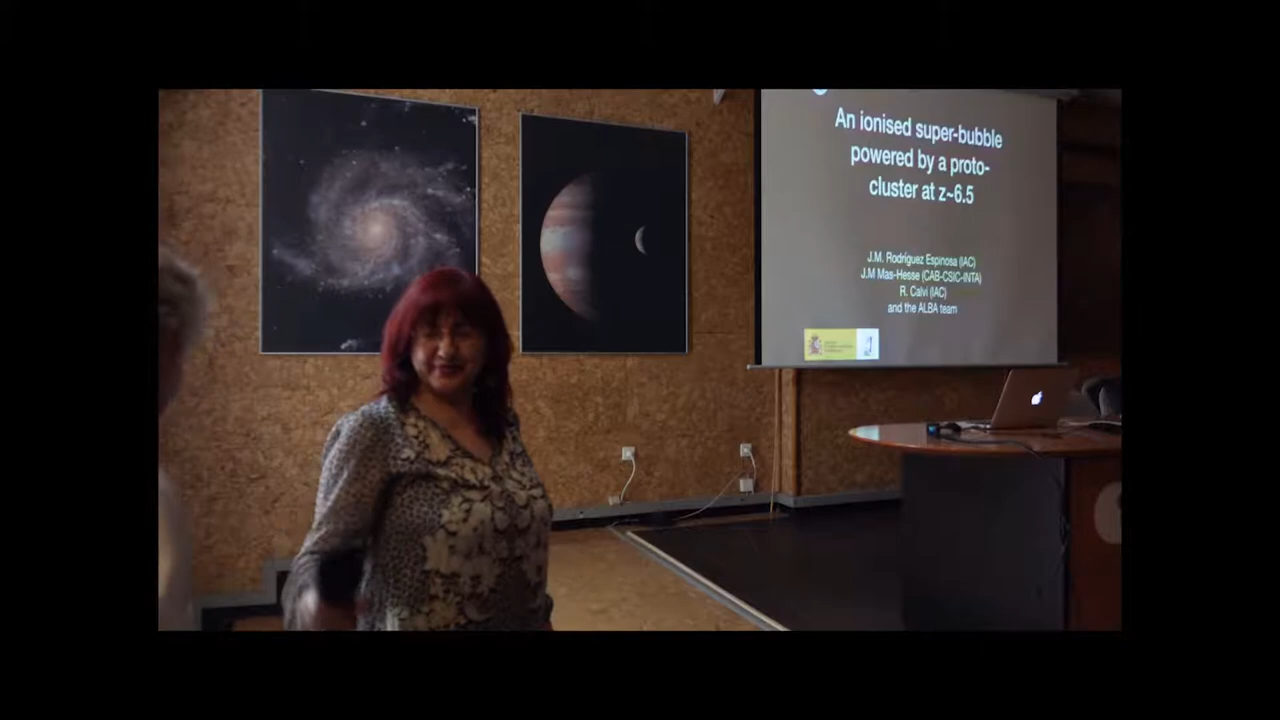 An ionised super-bubble
powered by a proto-
cluster at z~6.5
J.M. Rodríguez Espinosa (IAC)
J.M Mas-Hesse (CAB-CSIC-INTA)
R. Calvi (IAC)
and the ALBA team